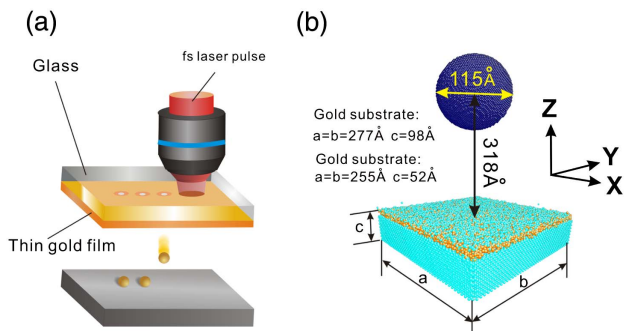 (a)
fs laser pulse
Glass
Thin gold film
(b)
115Å
Gold substrate:
a=b=277Å c=98Å
Gold substrate:
a=b=255Å c=52Å
318Å
Z
Y
X
c
a
b